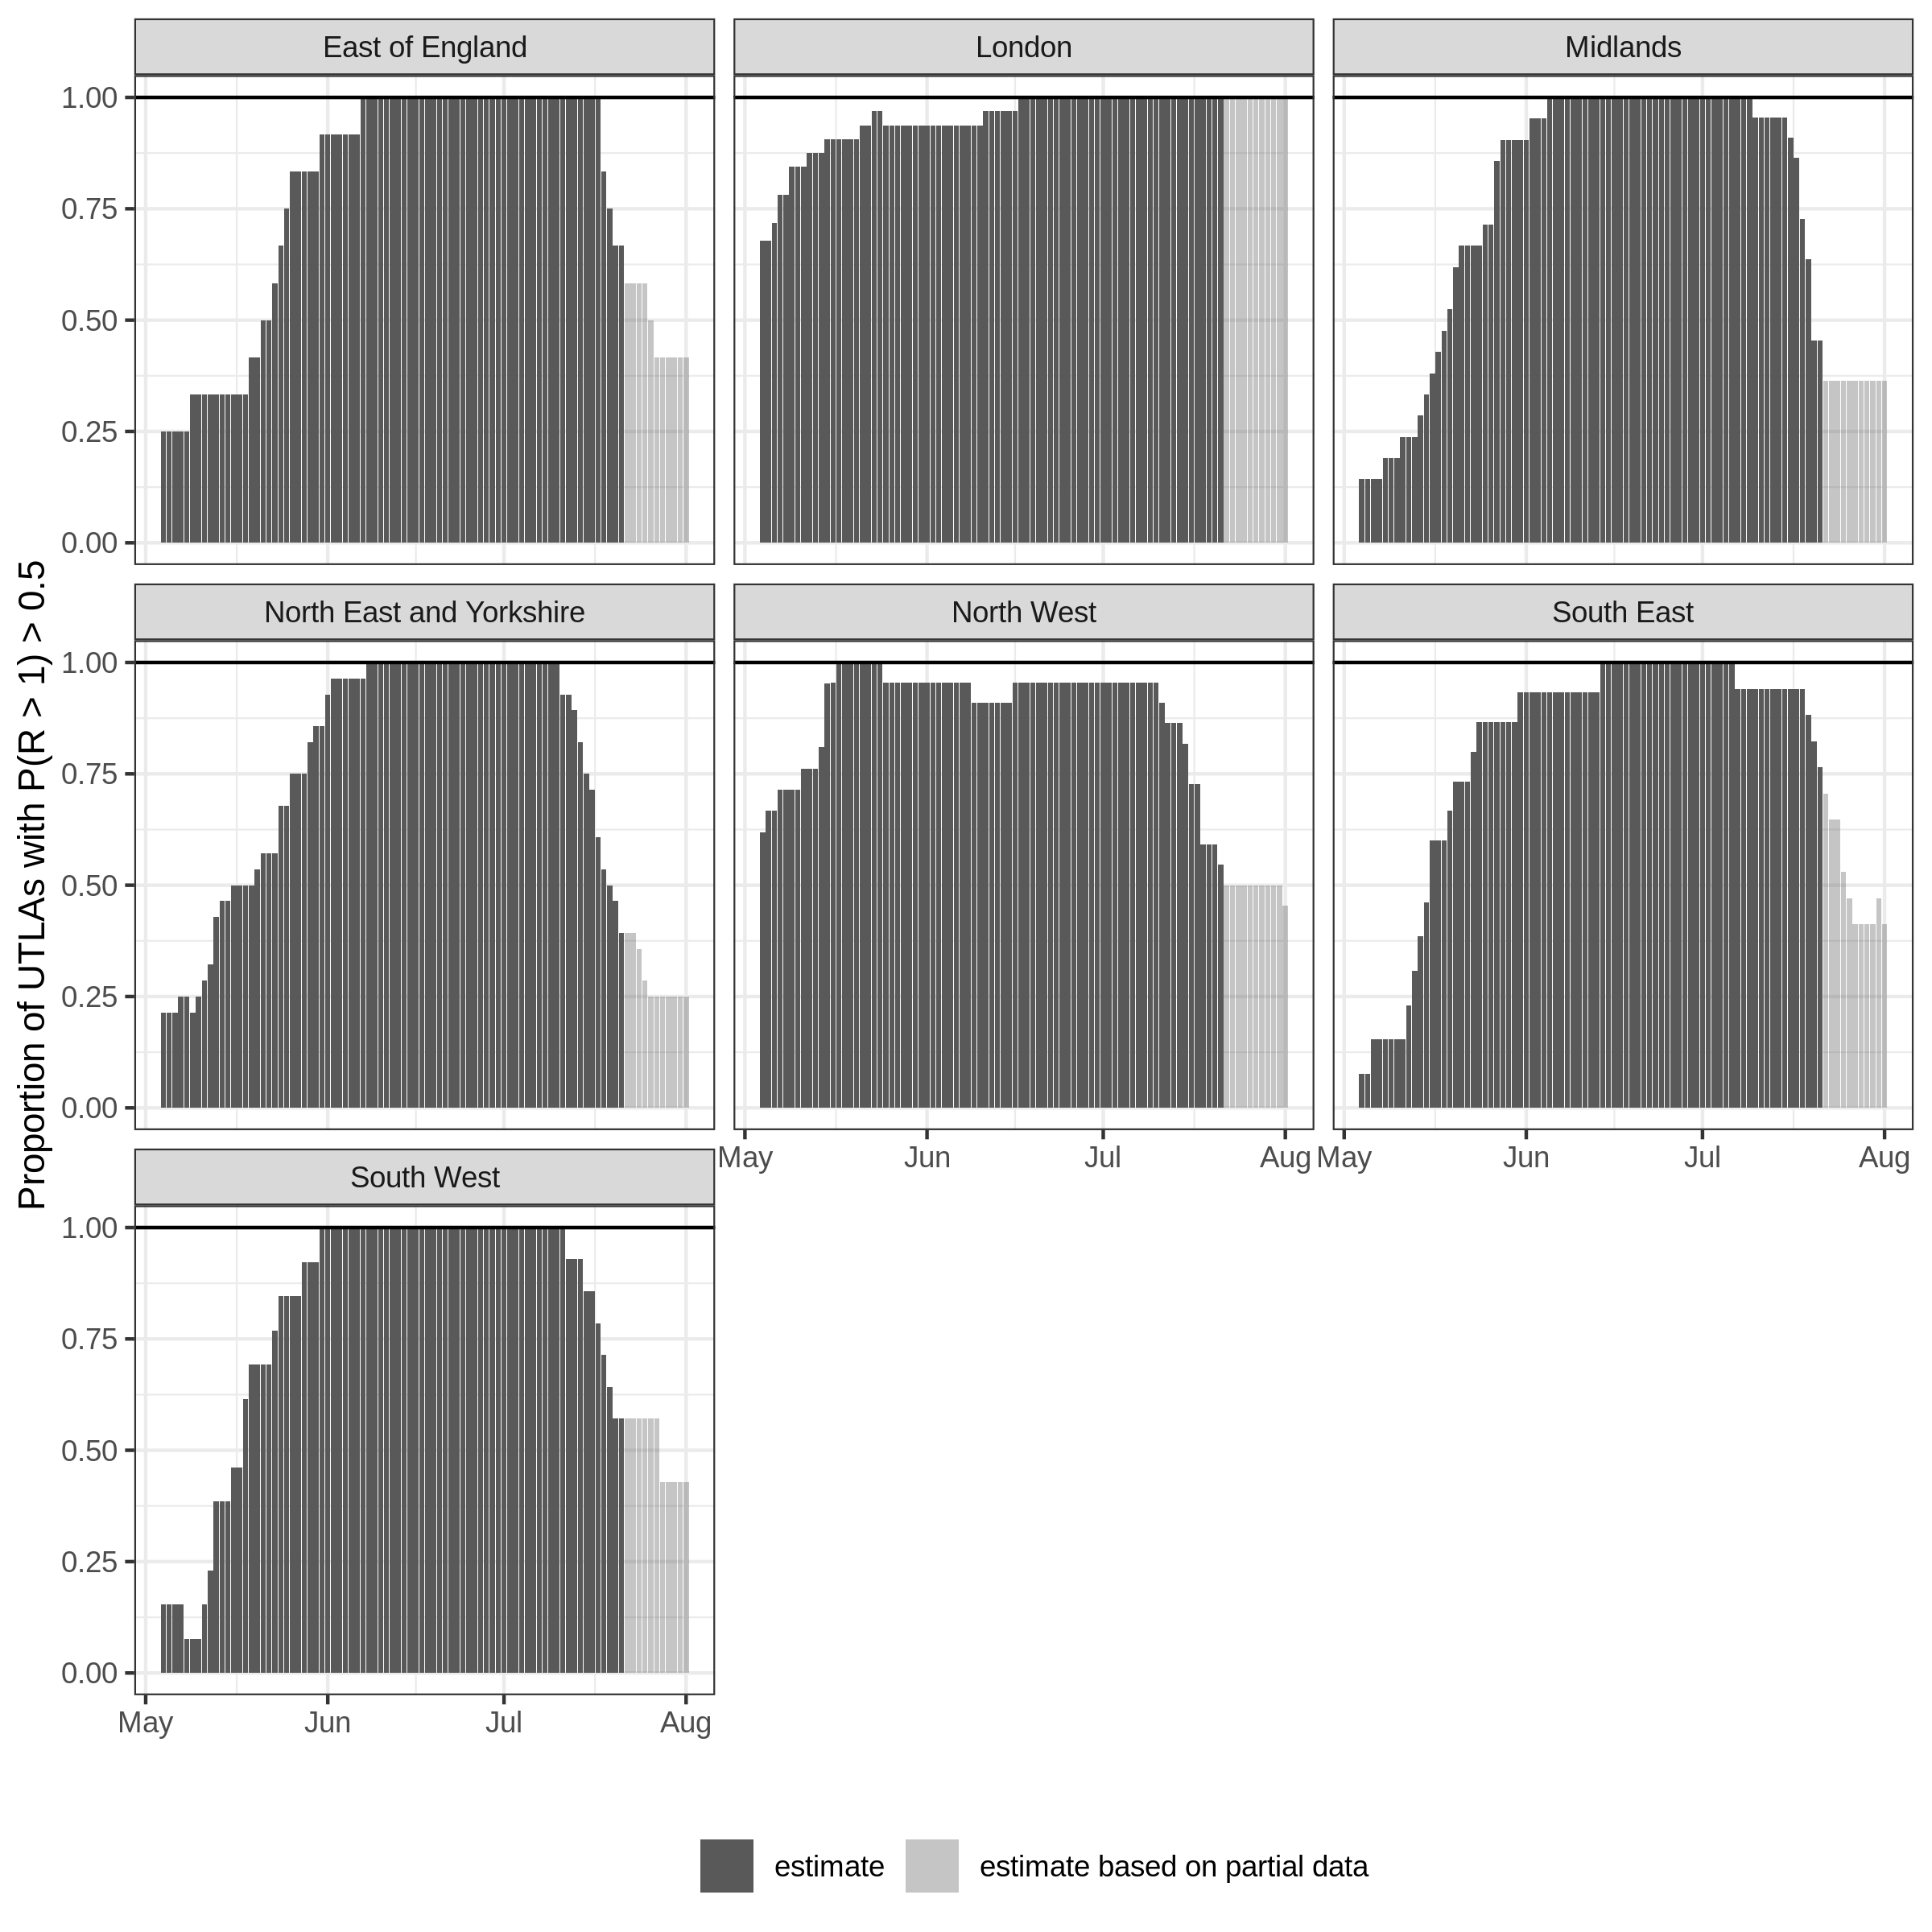 East of England
London
Midlands
1.00
0.75
0.50
0.25
0.00
Proportion of UTLAs with P(R > 1) > 0.5
North East and Yorkshire
North West
South East
1.00
0.75
0.50
0.25
0.00
May Jun Jul Aug
May Jun Jul Aug
South West
1.00
0.75
0.50
0.25
0.00
May Jun Jul Aug
estimate
estimate based on partial data